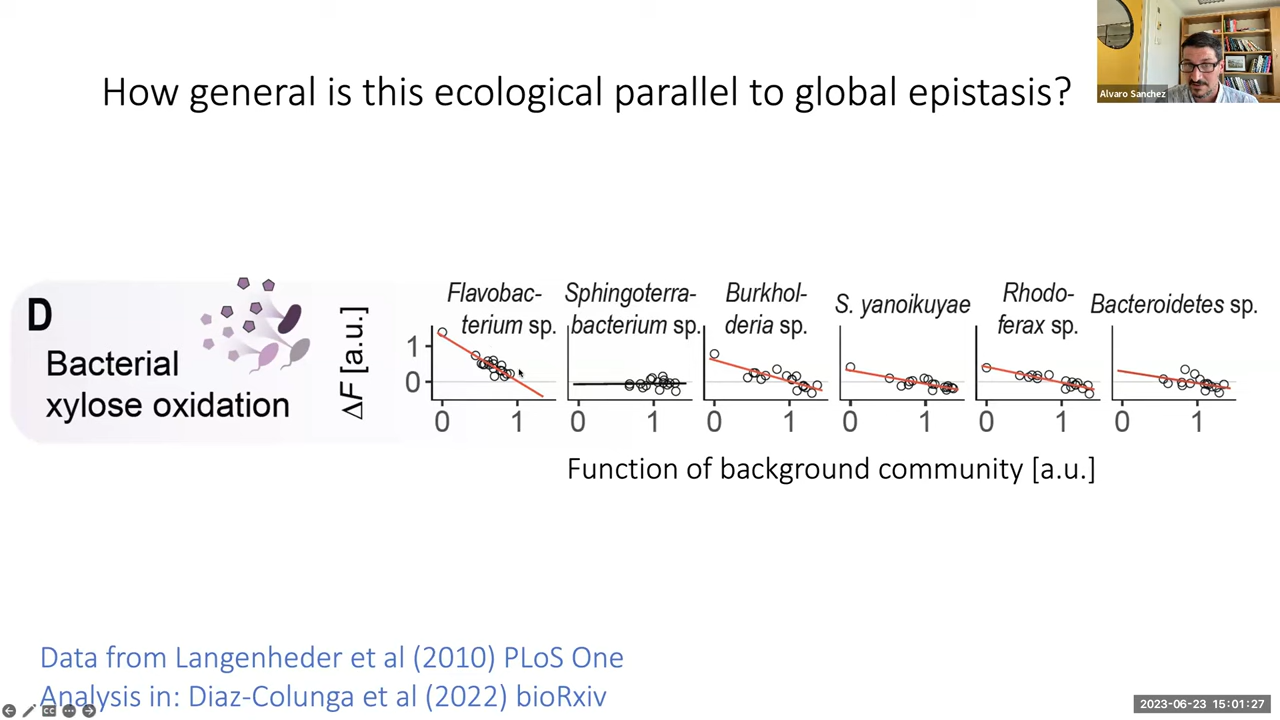 How general is this ecological parallel to global epistasis?
Alvaro Sanchez
D
Bacterial
xylose oxidation
ΔF [a.u.]
1
0
Flavobac-
terium sp.
0 1
Sphingoterra-
bacterium sp.
0 1
Burkhol-
deria sp.
0 1
S. yanoikuyae
0 1
Rhodo-
ferax sp.
0 1
Bacteroidetes sp.
0 1
Function of background community [a.u.]
Data from Langenheder et al (2010) PLoS One
Analysis in: Diaz-Colunga et al (2022) bioRxiv
2023-06-23 15:01:27